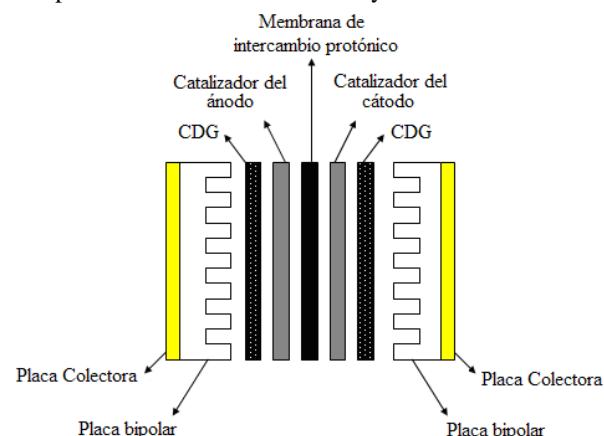 Membrana de
intercambio protónico
Catalizador del
ánodo
Catalizador del
cátodo
CDG
CDG
Placa Colectora
Placa Colectora
Placa bipolar
Placa bipolar